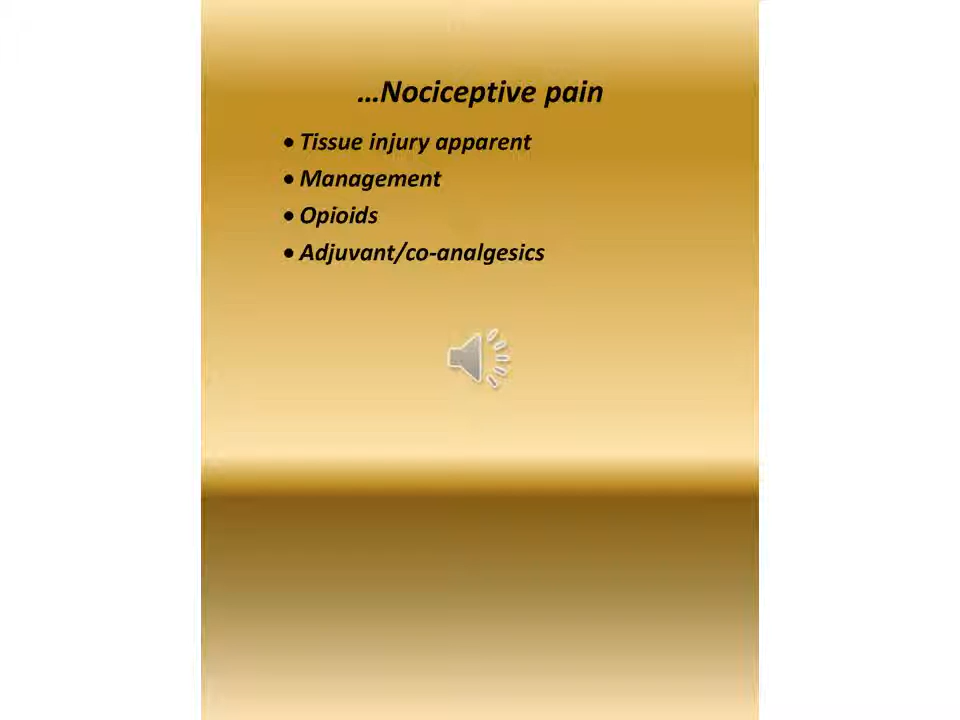 …Nociceptive pain
• Tissue injury apparent
• Management
• Opioids
• Adjuvant/co-analgesics